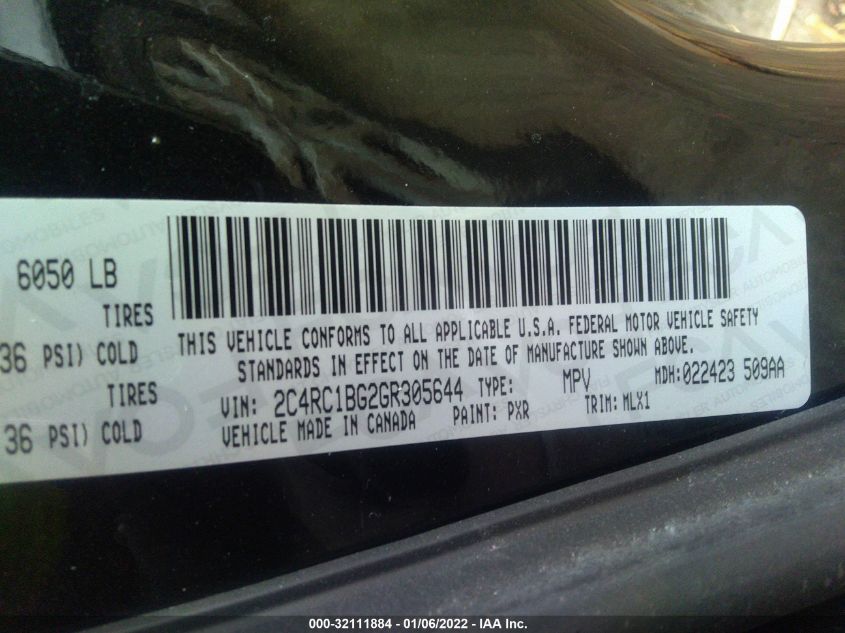 6050 LB
TIRES
36 PSI) COLD
TIRES
36 PSI) COLD
THIS VEHICLE CONFORMS TO ALL APPLICABLE U.S.A. FEDERAL MOTOR VEHICLE SAFETY
STANDARDS IN EFFECT ON THE DATE OF MANUFACTURE SHOWN ABOVE.
VIN: 2C4RC1BG2GR305644 TYPE: MPV MDH:022423 509AA
VEHICLE MADE IN CANADA PAINT: PXR TRIM: MLX1
000-32111884 - 01/06/2022 - IAA Inc.